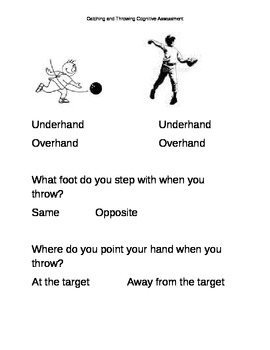 Catching and Throwing Cognitive Assessment
Underhand Underhand
Overhand Overhand
What foot do you step with when you
throw?
Same Opposite
Where do you point your hand when you
throw?
At the target Away from the target